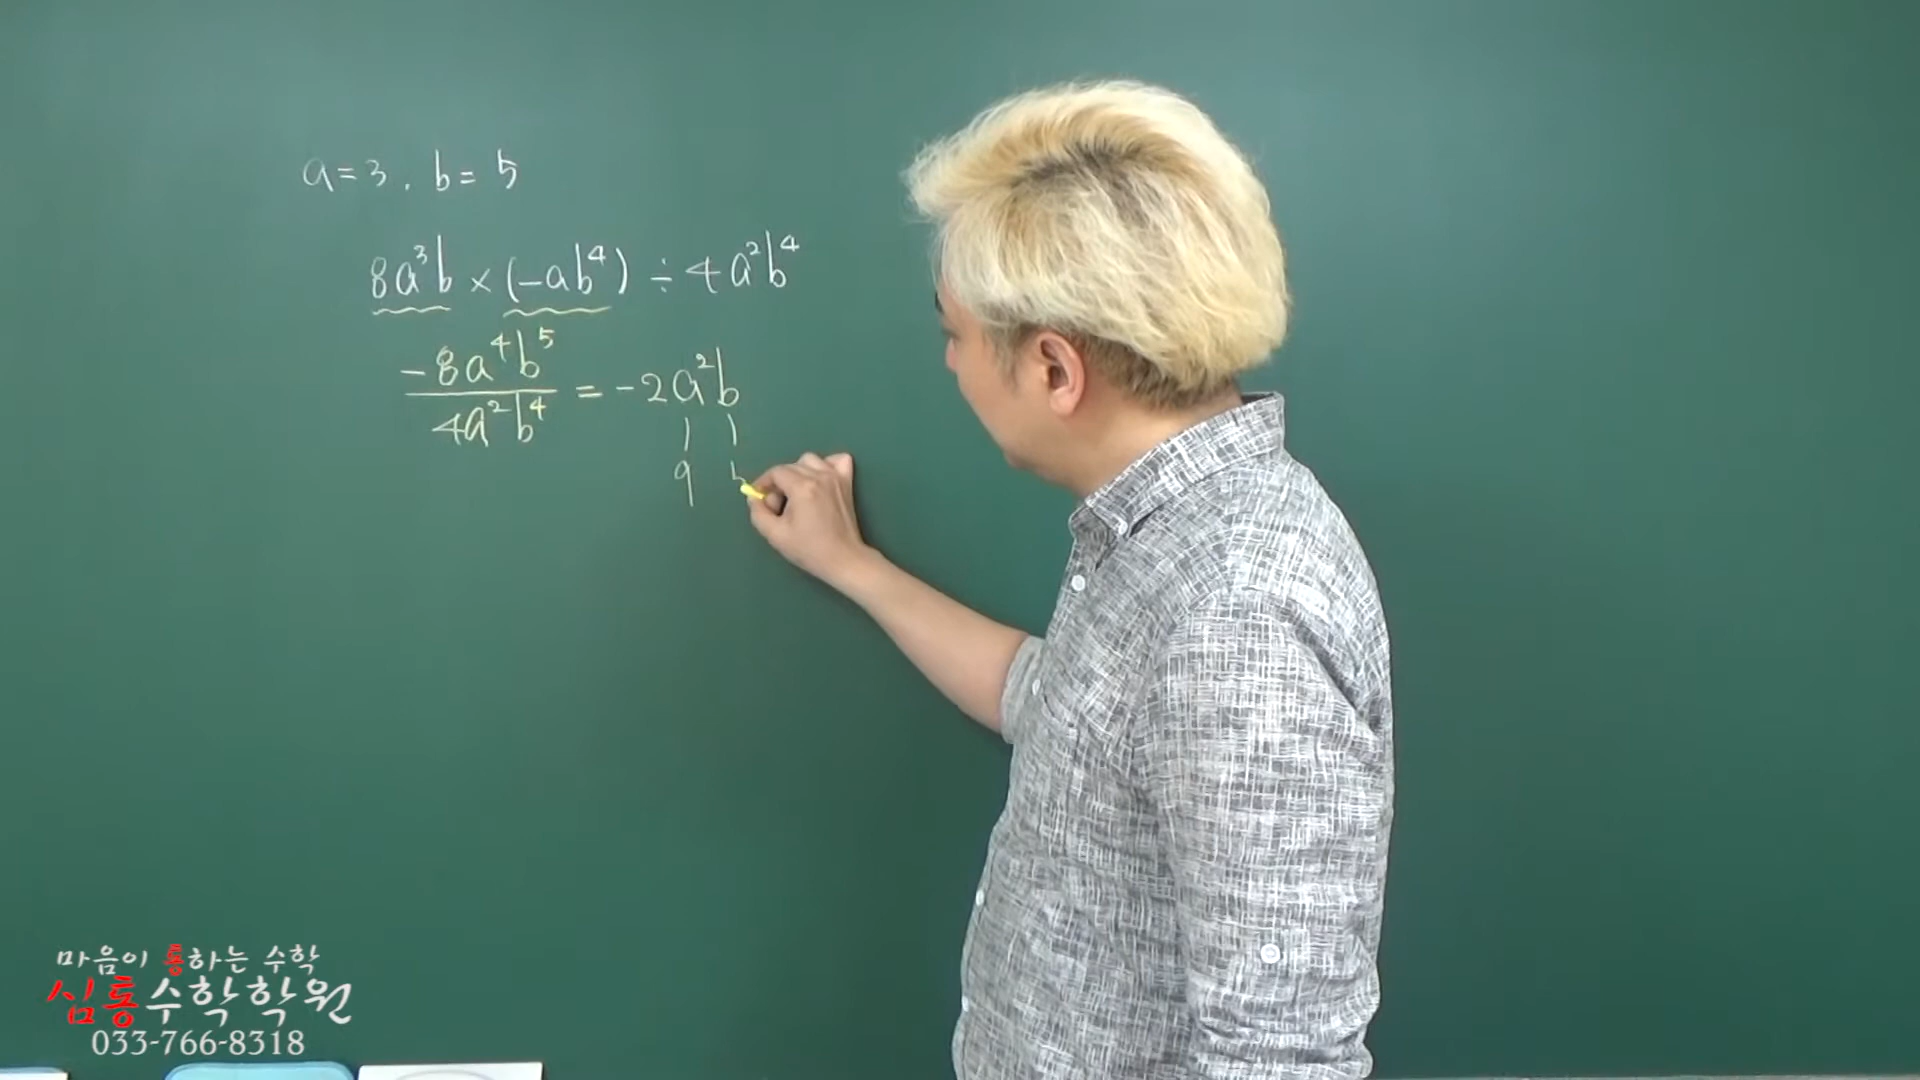 a=3, b=5
8a³b×(-ab⁴)÷4a²b⁴
-8a⁴b⁵
4a²b⁴
=-2a²b
9
마음이 통하는 수학
심통수학학원
033-766-8318